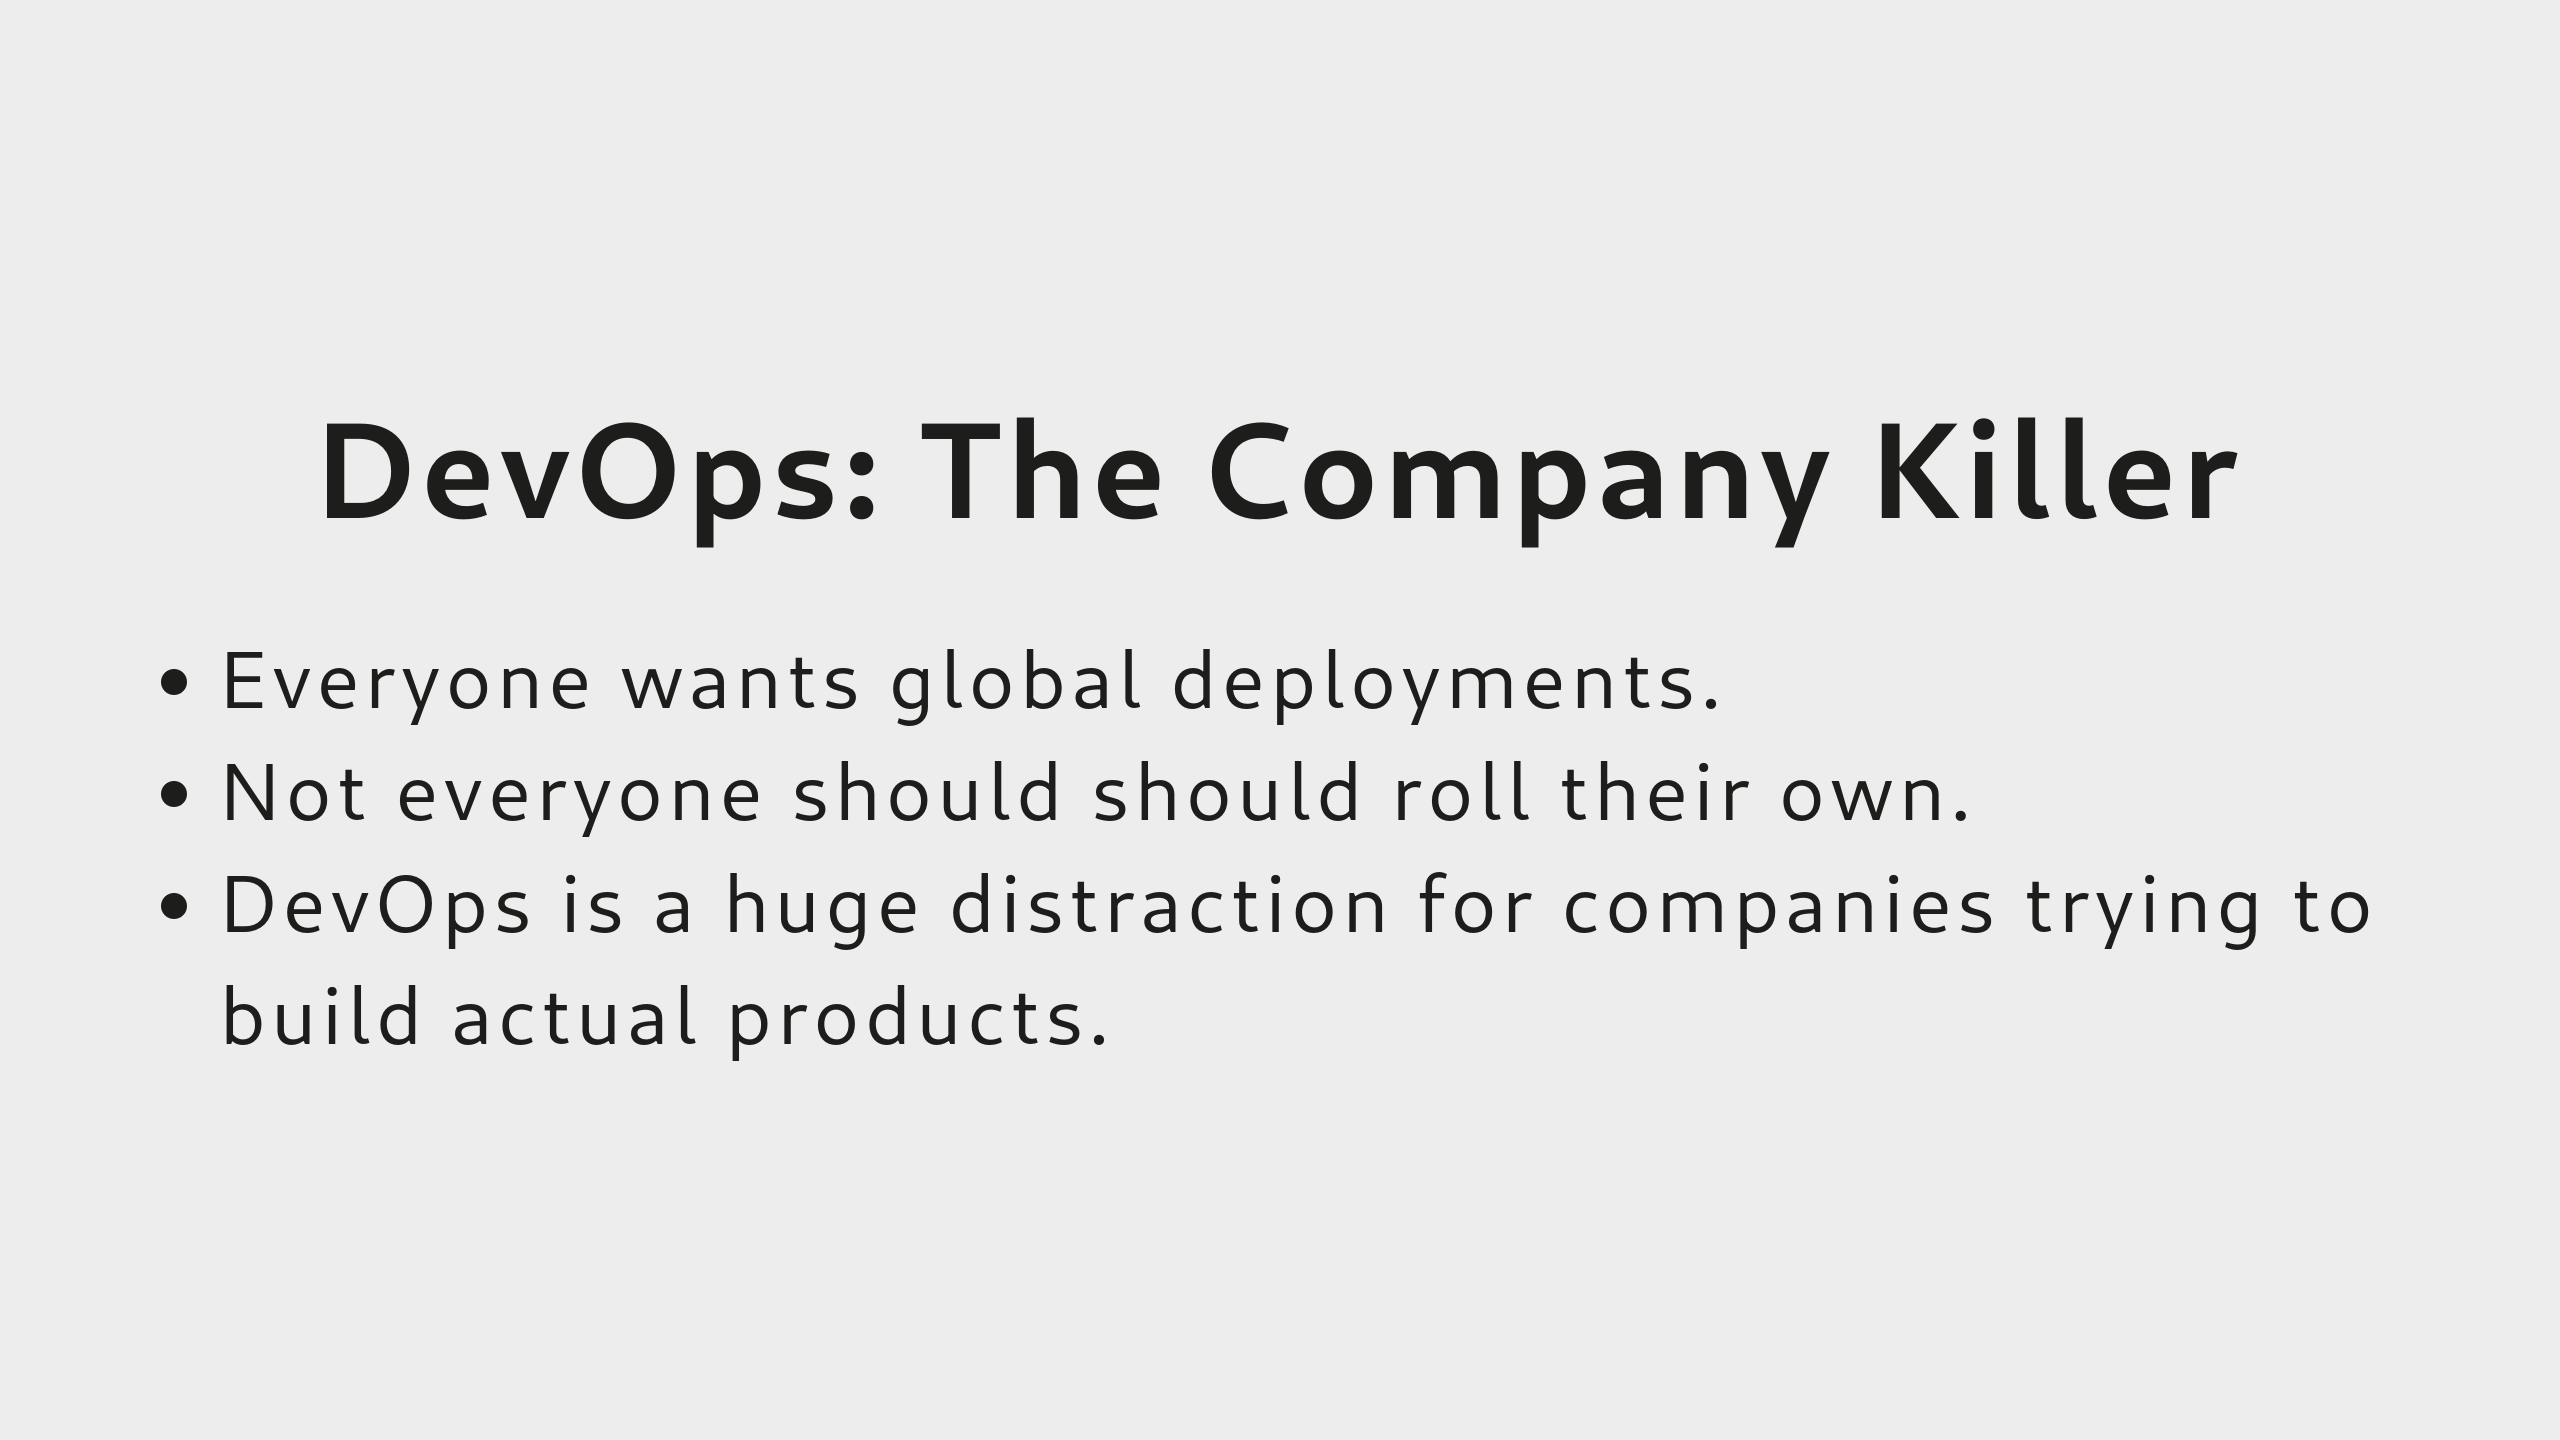 DevOps: The Company Killer
• Everyone wants global deployments.
• Not everyone should should roll their own.
• DevOps is a huge distraction for companies trying to
build actual products.